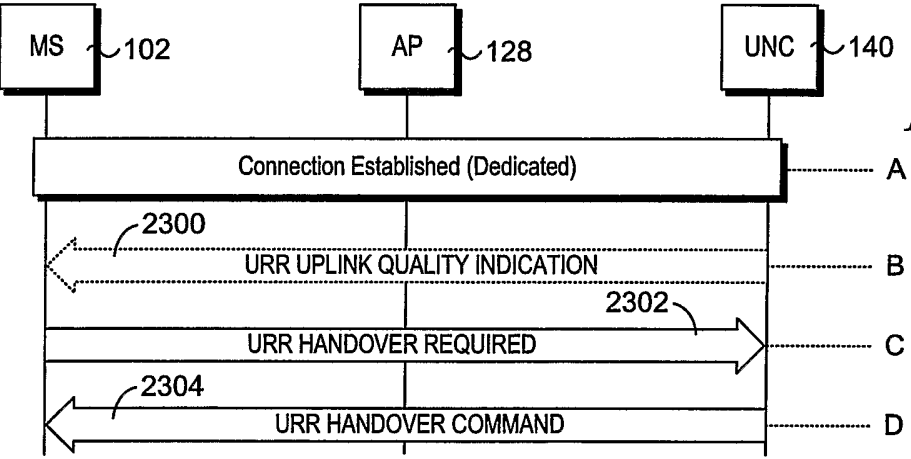 MS 102 AP 128 UNC 140
Connection Established (Dedicated) A
2300
URR UPLINK QUALITY INDICATION B
2302
URR HANDOVER REQUIRED C
2304
URR HANDOVER COMMAND D